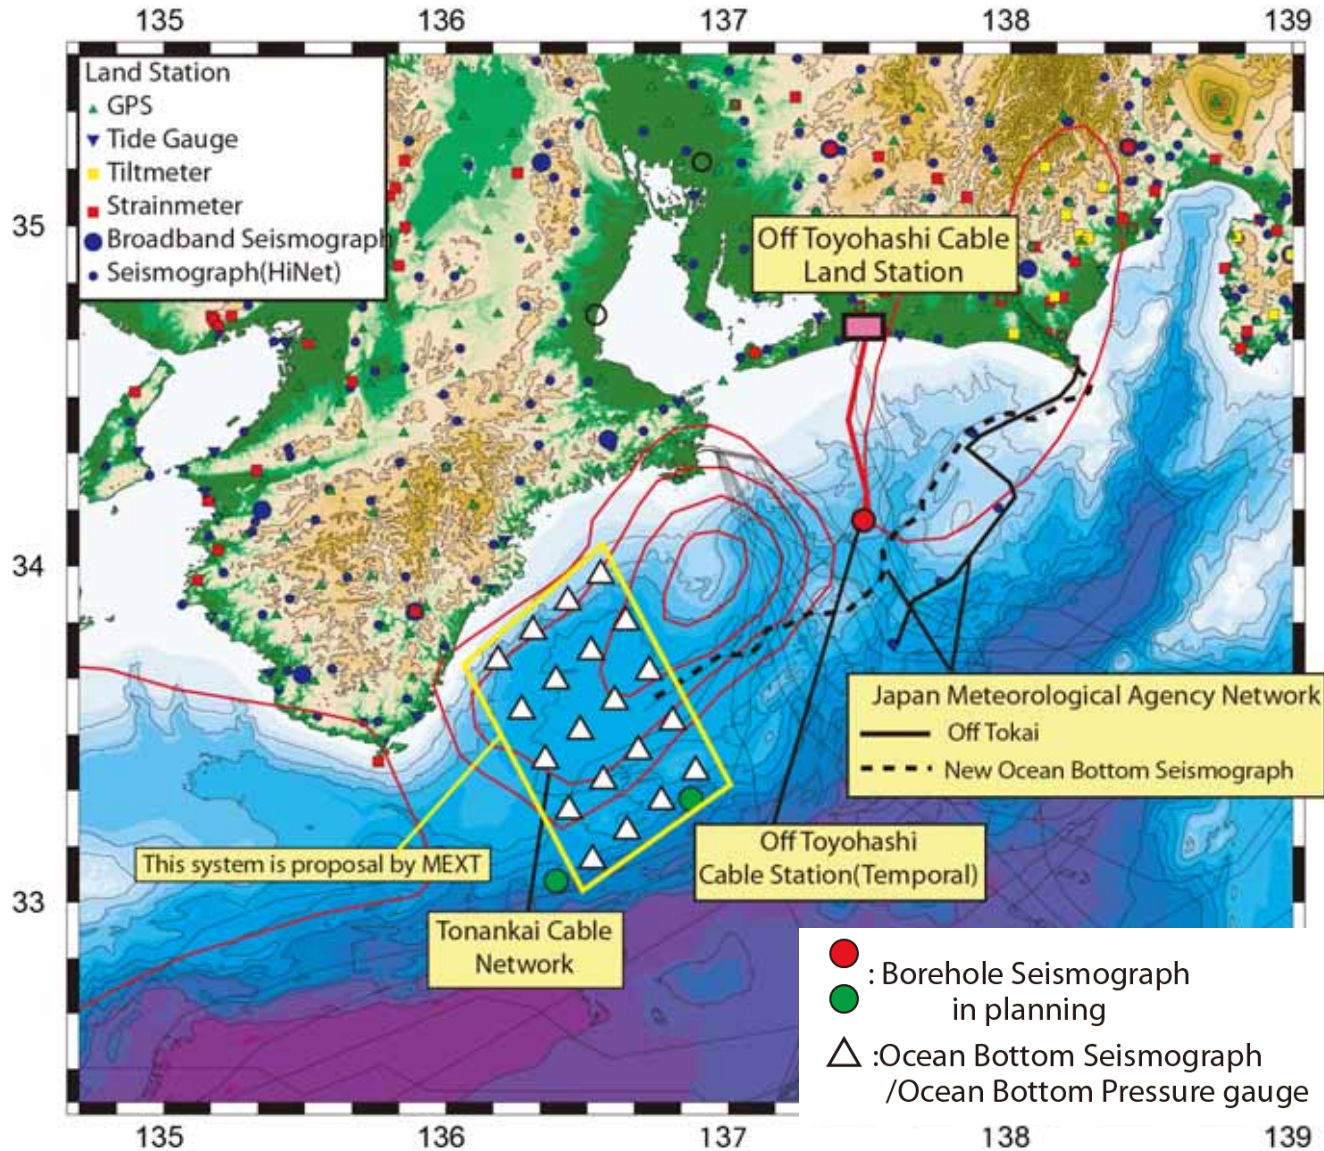 135 136 137 138 139
Land Station
GPS
Tide Gauge
Tiltmeter
Strainmeter
Broadband Seismograph
Seismograph(HiNet)
35
Off Toyohashi Cable
Land Station
34
Japan Meteorological Agency Network
Off Tokai
New Ocean Bottom Seismograph
Off Toyohashi
Cable Station(Temporal)
This system is proposal by MEXT
33
Tonankai Cable
Network
: Borehole Seismograph
in planning
:Ocean Bottom Seismograph
/Ocean Bottom Pressure gauge
135 136 137 138 139